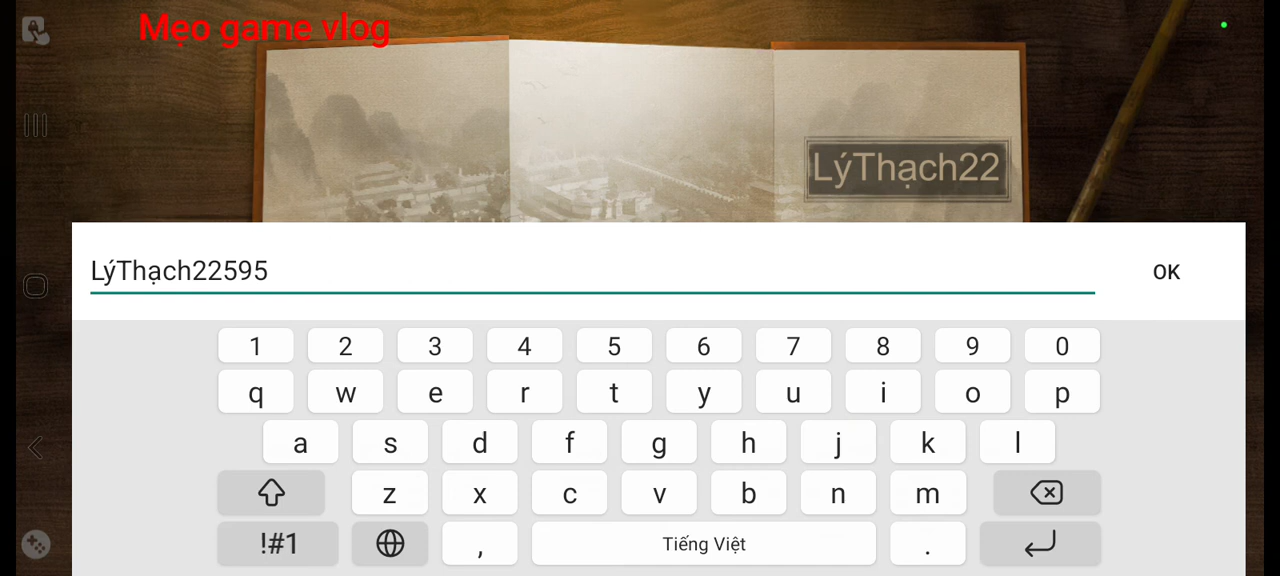 Mẹo game vlog
LýThạch22
LýThạch22595
OK
1 2 3 4 5 6 7 8 9 0
q w e r t y u i o p
a s d f g h j k l
z x c v b n m
!#1 , Tiếng Việt .